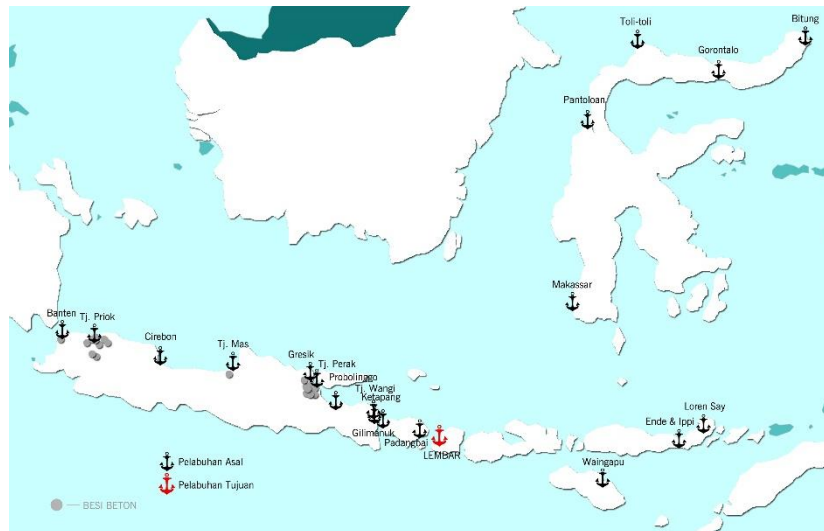 Bitung
Toli-toli
Gorontalo
Pantoloan
Makassar
Banten
Tj. Priok
Cirebon
Tj. Mas
Gresik
Tj. Perak
Probolinggo
Tj. Wangi
Ketapang
Gilimanuk
Padangbai
LEMBAR
Loren Say
Ende & Ippi
Waingapu
Pelabuhan Asal
Pelabuhan Tujuan
BESI BETON